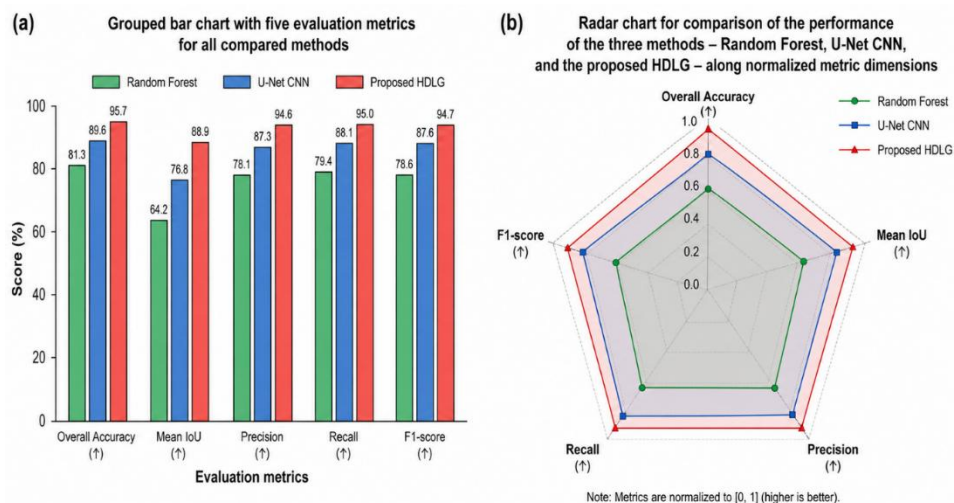 (a) Grouped bar chart with five evaluation metrics
for all compared methods
Random Forest U-Net CNN Proposed HDLG
100
80
60
40
20
0
Score (%)
81.3 89.6 95.7
64.2 76.8 88.9
78.1 87.3 94.6
79.4 88.1 95.0
78.6 87.6 94.7
Overall Accuracy Mean IoU Precision Recall F1-score
(↑) (↑) (↑) (↑) (↑)
Evaluation metrics
(b) Radar chart for comparison of the performance
of the three methods – Random Forest, U-Net CNN,
and the proposed HDLG – along normalized metric dimensions
Random Forest
U-Net CNN
Proposed HDLG
Overall Accuracy
(↑)
1.0
0.8
0.6
0.4
0.2
0.0
F1-score
(↑)
Mean IoU
(↑)
Recall
(↑)
Precision
(↑)
Note: Metrics are normalized to [0, 1] (higher is better).